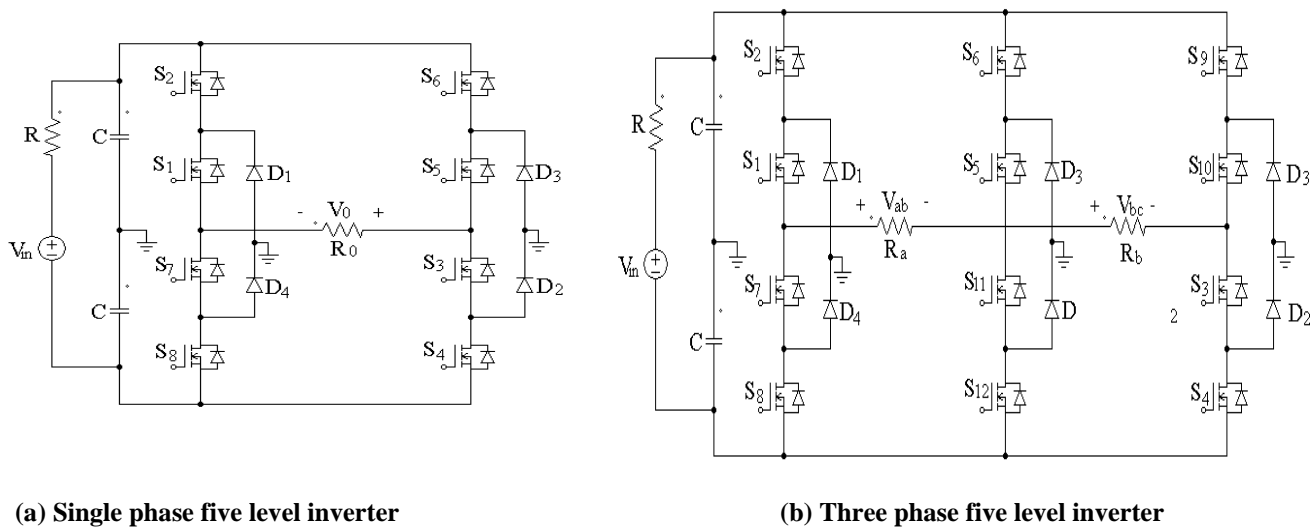 S2
S6
R
C
S1
D1
S5
D3
- V0 +
R0
Vin
S7
D4
S3
D2
C
S8
S4
(a) Single phase five level inverter
S2
S6
S9
R
C
S1
D1
S5
D3
S10
D3
+ Vab -
Ra
+ Vbc -
Rb
Vin
S7
D4
S11
D
S3
2
D2
C
S8
S12
S4
(b) Three phase five level inverter